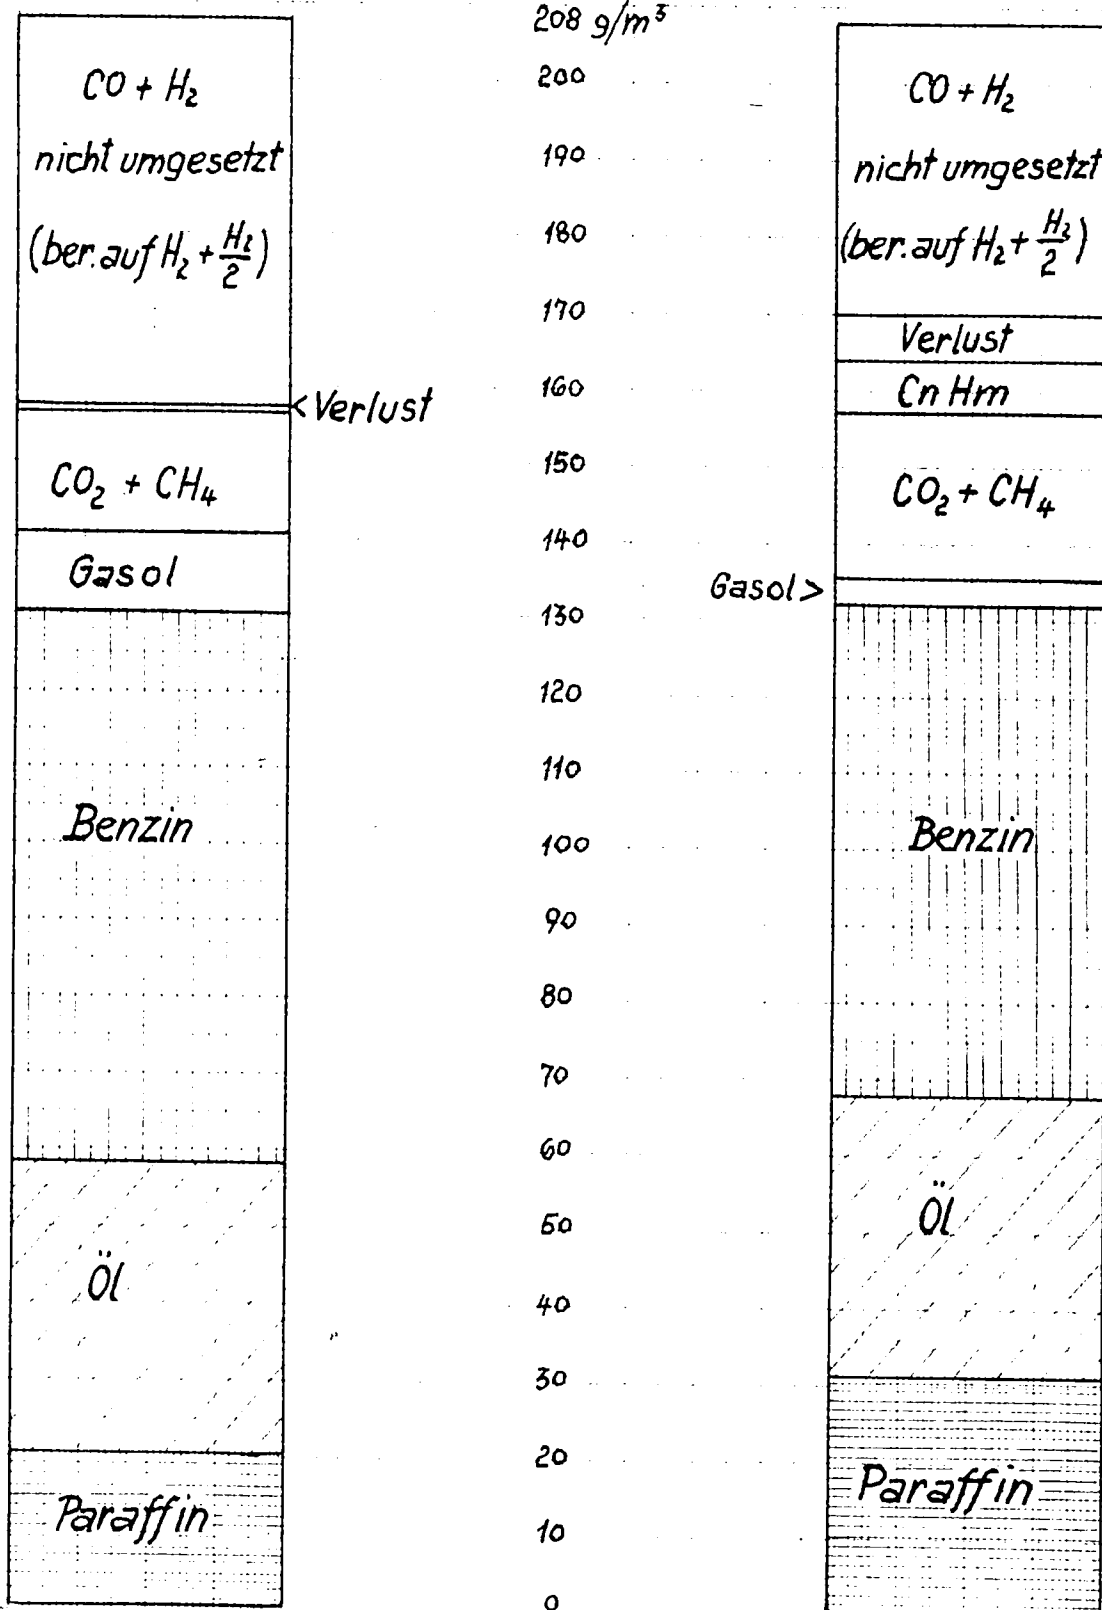 CO + H₂
nicht umgesetzt
(ber. auf H₂ + H₂/2)
< Verlust
CO₂ + CH₄
Gasol
Benzin
Öl
Paraffin
208 g/m³
200
190
180
170
160
150
140
130
120
110
100
90
80
70
60
50
40
30
20
10
0
CO + H₂
nicht umgesetzt
(ber. auf H₂ + H₂/2)
Verlust
Cn Hm
CO₂ + CH₄
Gasol >
Benzin
Öl
Paraffin